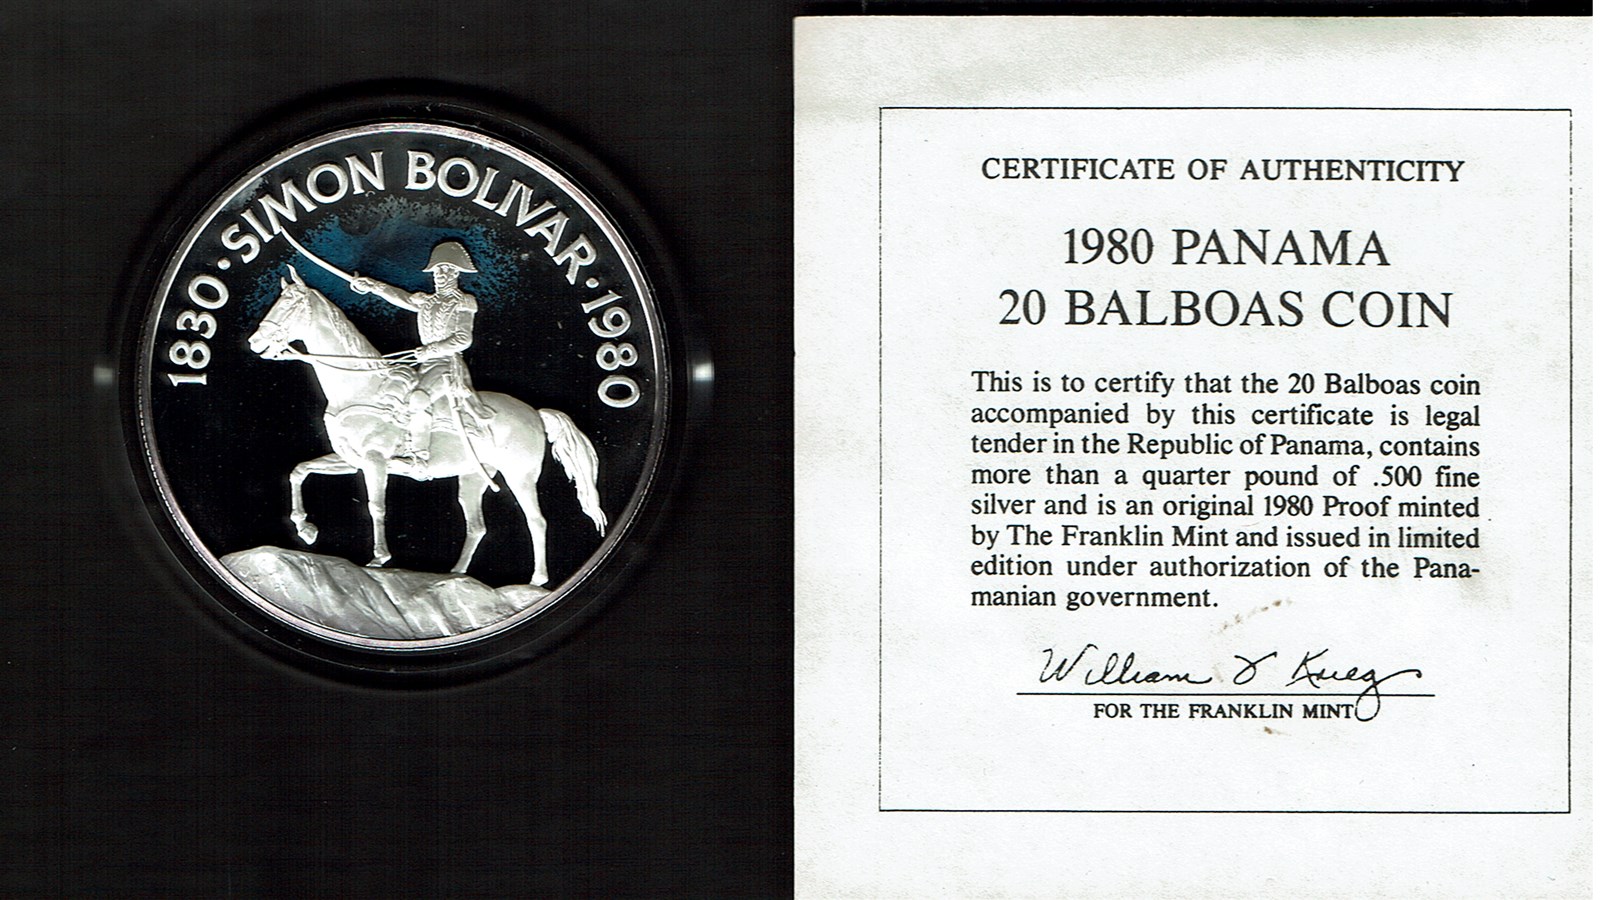 1830 · SIMON BOLIVAR · 1980
CERTIFICATE OF AUTHENTICITY
1980 PANAMA
20 BALBOAS COIN
This is to certify that the 20 Balboas coin
accompanied by this certificate is legal
tender in the Republic of Panama, contains
more than a quarter pound of .500 fine
silver and is an original 1980 Proof minted
by The Franklin Mint and issued in limited
edition under authorization of the Pana-
manian government.
William
FOR THE FRANKLIN MINT